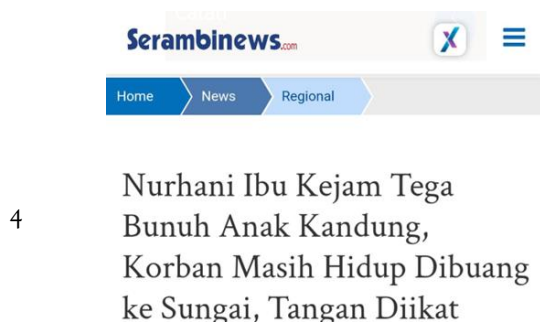 Serambinews.com
Home News Regional
4
Nurhani Ibu Kejam Tega
Bunuh Anak Kandung,
Korban Masih Hidup Dibuang
ke Sungai, Tangan Diikat